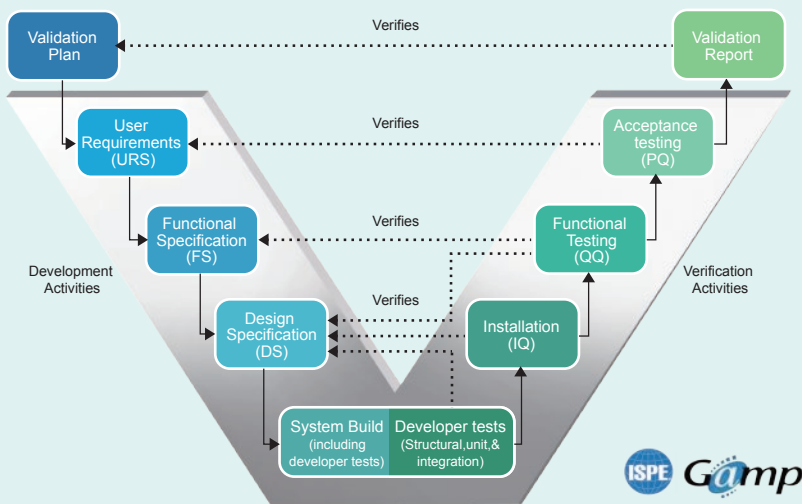 Validation
Plan
Verifies
Validation
Report
User
Requirements
(URS)
Verifies
Acceptance
testing
(PQ)
Functional
Specification
(FS)
Verifies
Functional
Testing
(QQ)
Development
Activities
Verification
Activities
Design
Specification
(DS)
Verifies
Installation
(IQ)
System Build
(including
developer tests)
Developer tests
(Structural,unit,&
integration)
ISPE
Gamp